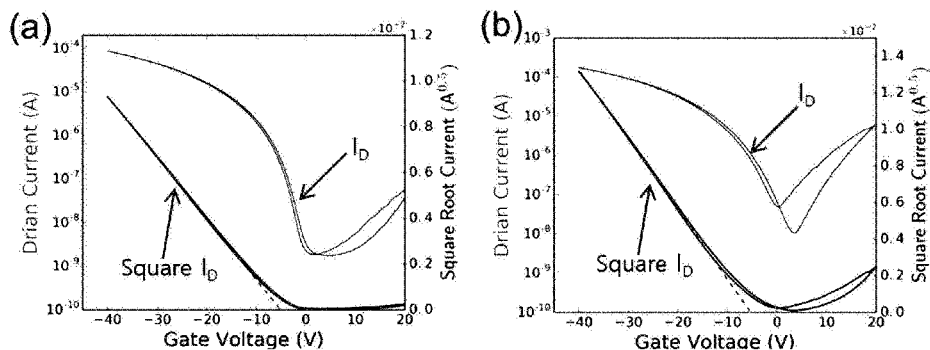 (a)
×10⁻²
Drian Current (A)
10⁻⁴
10⁻⁵
10⁻⁶
10⁻⁷
10⁻⁸
10⁻⁹
10⁻¹⁰
I_D
Square I_D
1.2
1.0
0.8
0.6
0.4
0.2
0.0
Square Root Current (A⁰·⁵)
−40 −30 −20 −10 0 10 20
Gate Voltage (V)
(b)
×10⁻²
Drian Current (A)
10⁻³
10⁻⁴
10⁻⁵
10⁻⁶
10⁻⁷
10⁻⁸
10⁻⁹
10⁻¹⁰
I_D
Square I_D
1.4
1.2
1.0
0.8
0.6
0.4
0.2
0.0
Square Root Current (A⁰·⁵)
−40 −30 −20 −10 0 10 20
Gate Voltage (V)